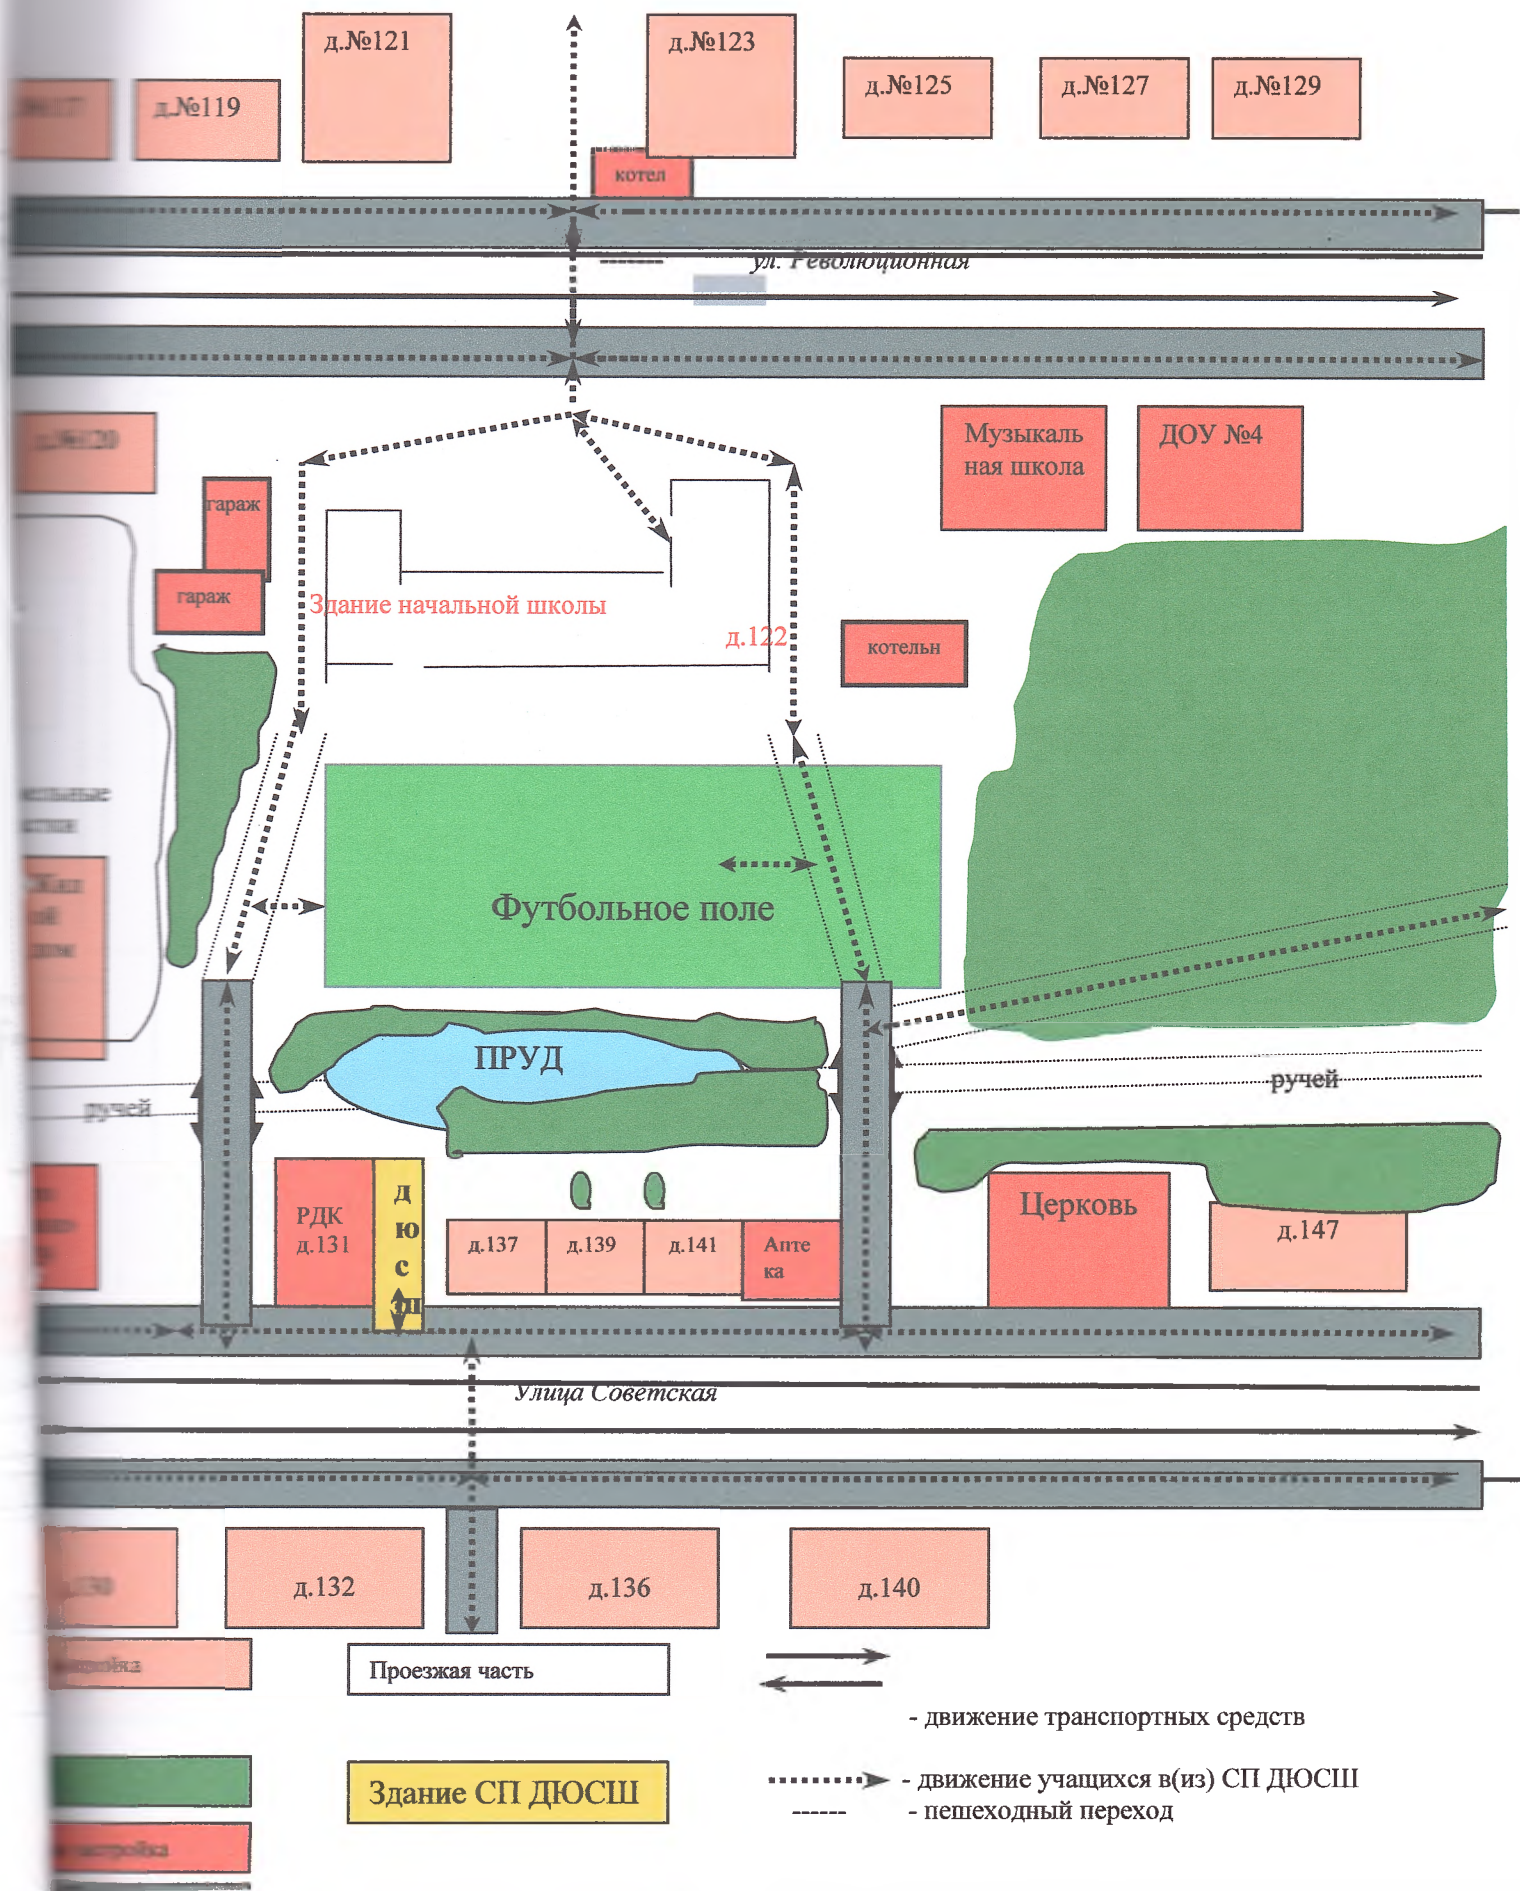 д.№121
д.№123
д.№125
д.№127
д.№129
д.№119
котел
ул. Революционная
Музыкаль
ная школа
ДОУ №4
д.№120
гараж
гараж
Здание начальной школы
д.122
котельн
Футбольное поле
ПРУД
ручей
ручей
РДК
д.131
д
ю
с
ш
д.137
д.139
д.141
Апте
ка
Церковь
д.147
Улица Советская
д.132
д.136
д.140
Проезжая часть
- движение транспортных средств
Здание СП ДЮСШ
- движение учащихся в(из) СП ДЮСШ
- пешеходный переход